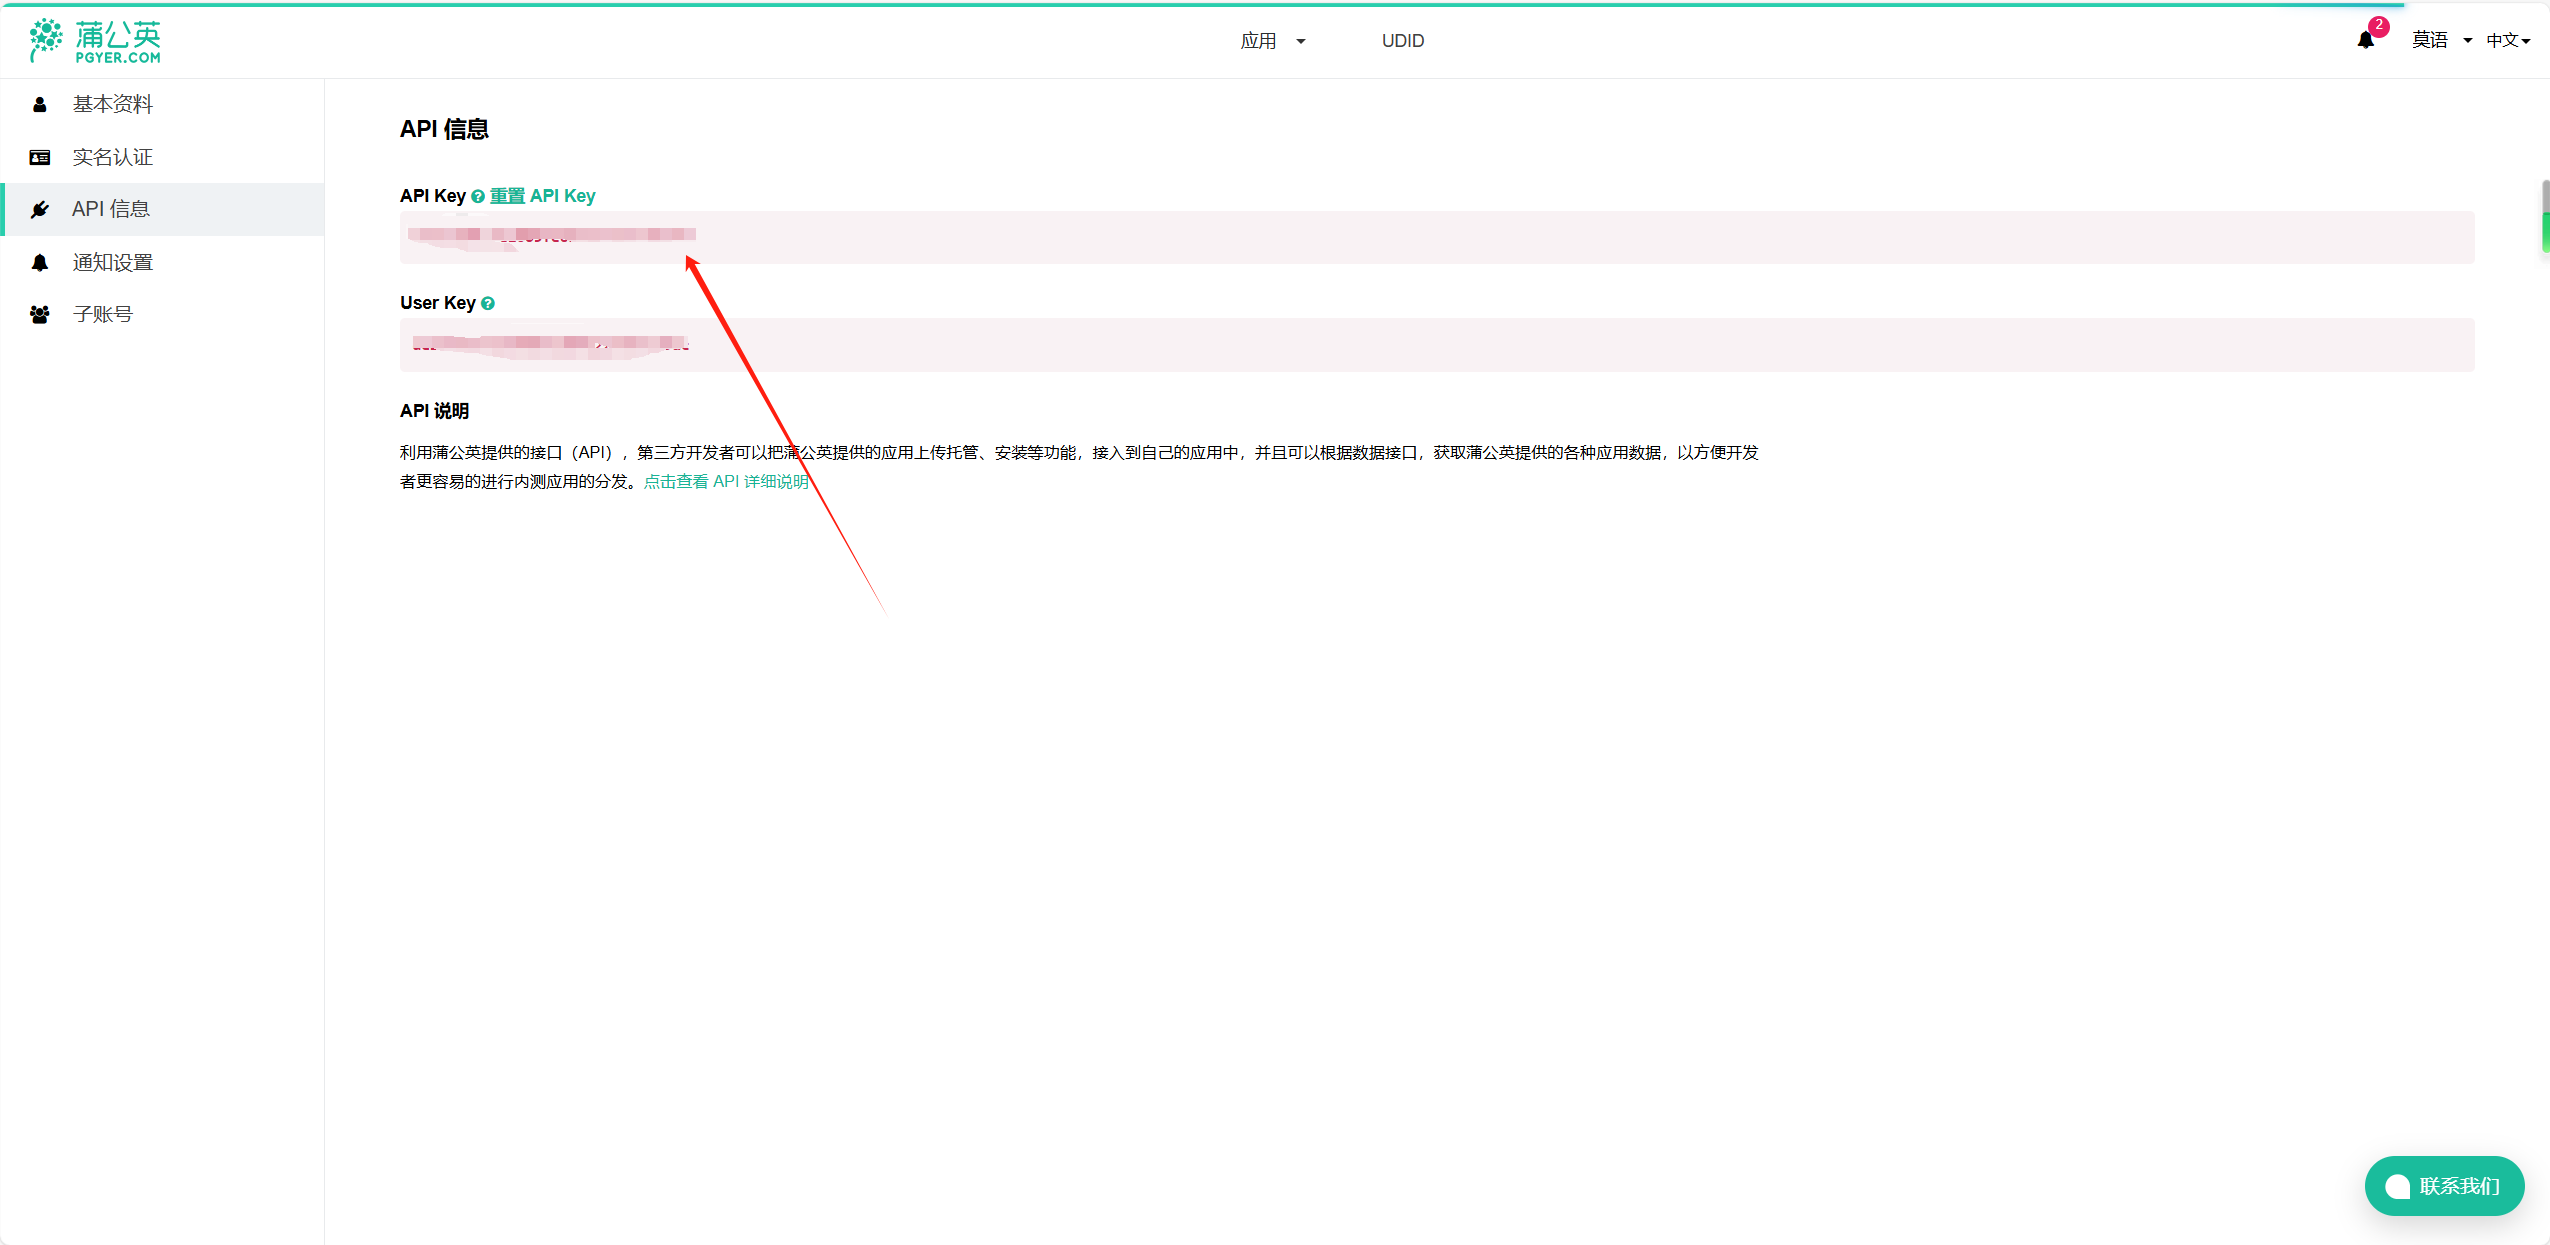 蒲公英
PGYER.COM
应用
UDID
2
莫语
中文
基本资料
实名认证
API 信息
通知设置
子账号
API 信息
API Key 重置 API Key
User Key
API 说明
利用蒲公英提供的接口（API），第三方开发者可以把蒲公英提供的应用上传托管、安装等功能，接入到自己的应用中，并且可以根据数据接口，获取蒲公英提供的各种应用数据，以方便开发
者更容易的进行内测应用的分发。点击查看 API 详细说明
联系我们